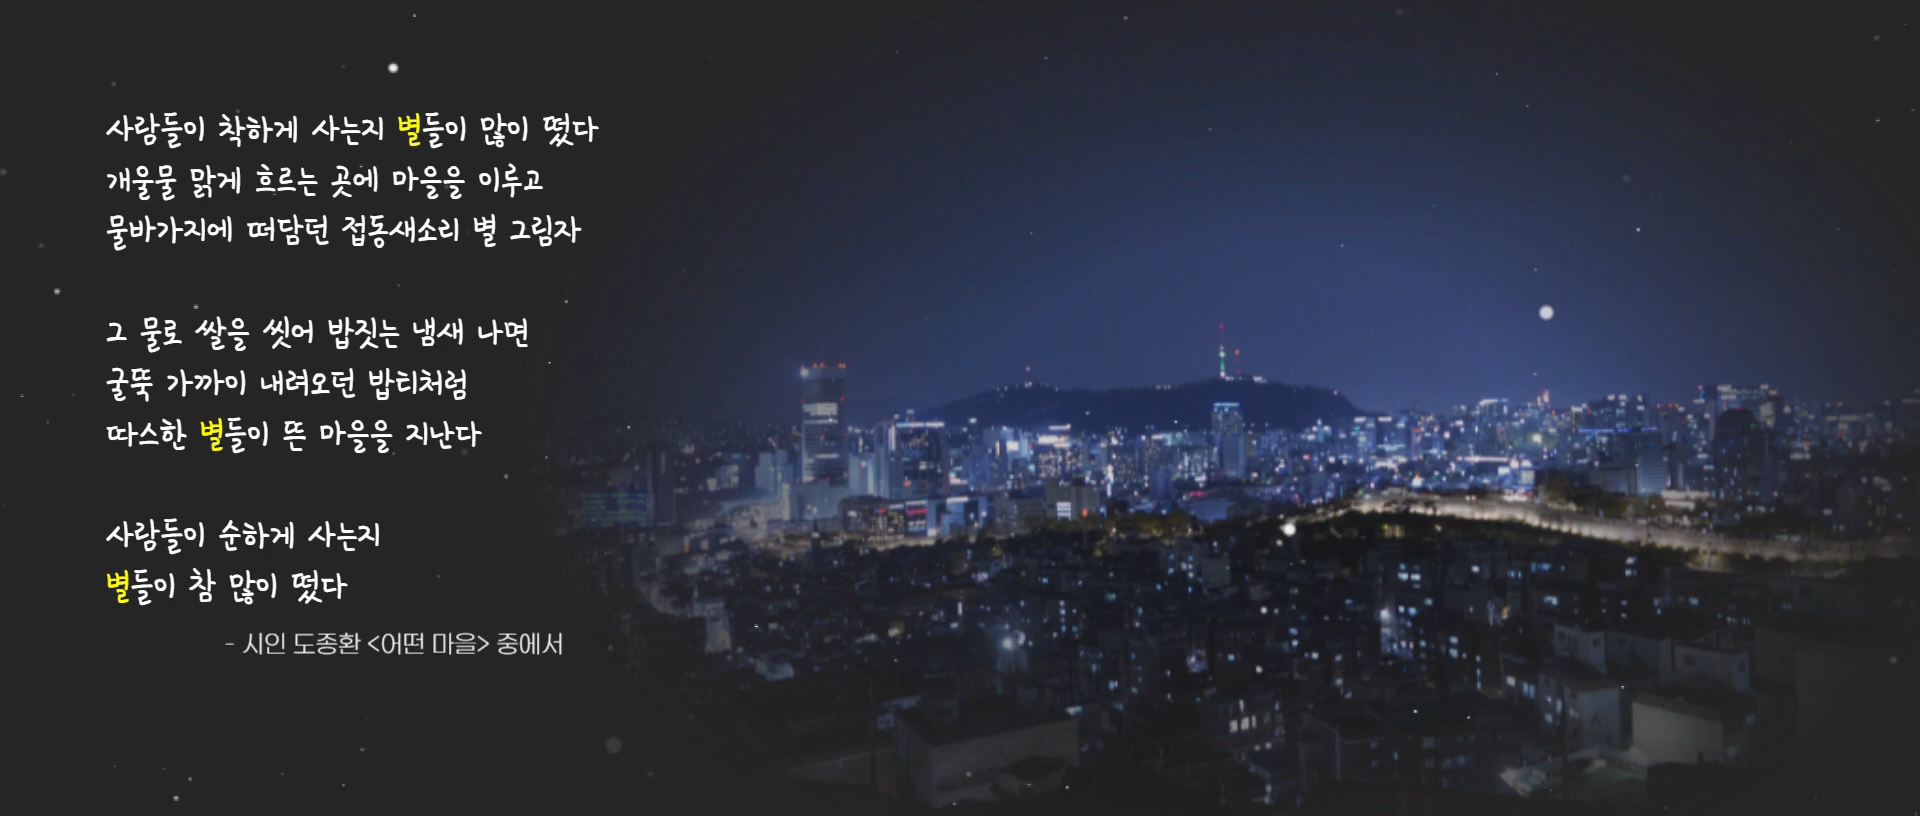 사람들이 착하게 사는지 별들이 많이 떴다
개울물 맑게 흐르는 곳에 마을을 이루고
물바가지에 떠담던 접동새소리 별 그림자
그 물로 쌀을 씻어 밥짓는 냄새 나면
굴뚝 가까이 내려오던 밥티처럼
따스한 별들이 뜬 마을을 지난다
사람들이 순하게 사는지
별들이 참 많이 떴다
- 시인 도종환 <어떤 마을> 중에서